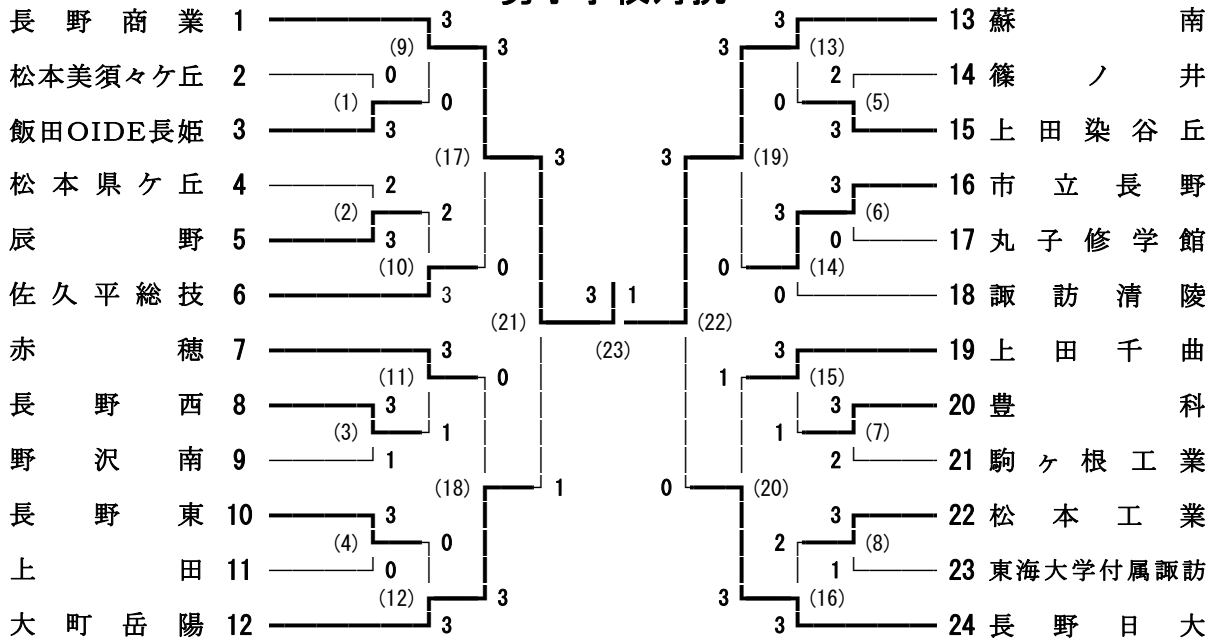 長野商業 1 3 3 13 蘇南
(9) 3 3 (13)
松本美須々ケ丘 2 0 2 14 篠ノ井
(1) 0 0 (5)
飯田OIDE長姫 3 3 3 15 上田染谷丘
(17) 3 3 (19)
松本県ケ丘 4 2 3 16 市立長野
(2) 2 3 (6)
辰野 5 3 0 17 丸子修学館
(10) 0 0 (14)
佐久平総技 6 3 3 1 0 18 諏訪清陵
(21) (22)
赤穂 7 3 (23) 3 19 上田千曲
(11) 0 1 (15)
長野西 8 3 3 20 豊科
(3) 1 1 (7)
野沢南 9 1 2 21 駒ヶ根工業
(18) 1 0 (20)
長野東 10 3 3 22 松本工業
(4) 0 2 (8)
上田 11 0 1 23 東海大学付属諏訪
(12) 3 3 (16)
大町岳陽 12 3 3 24 長野日大